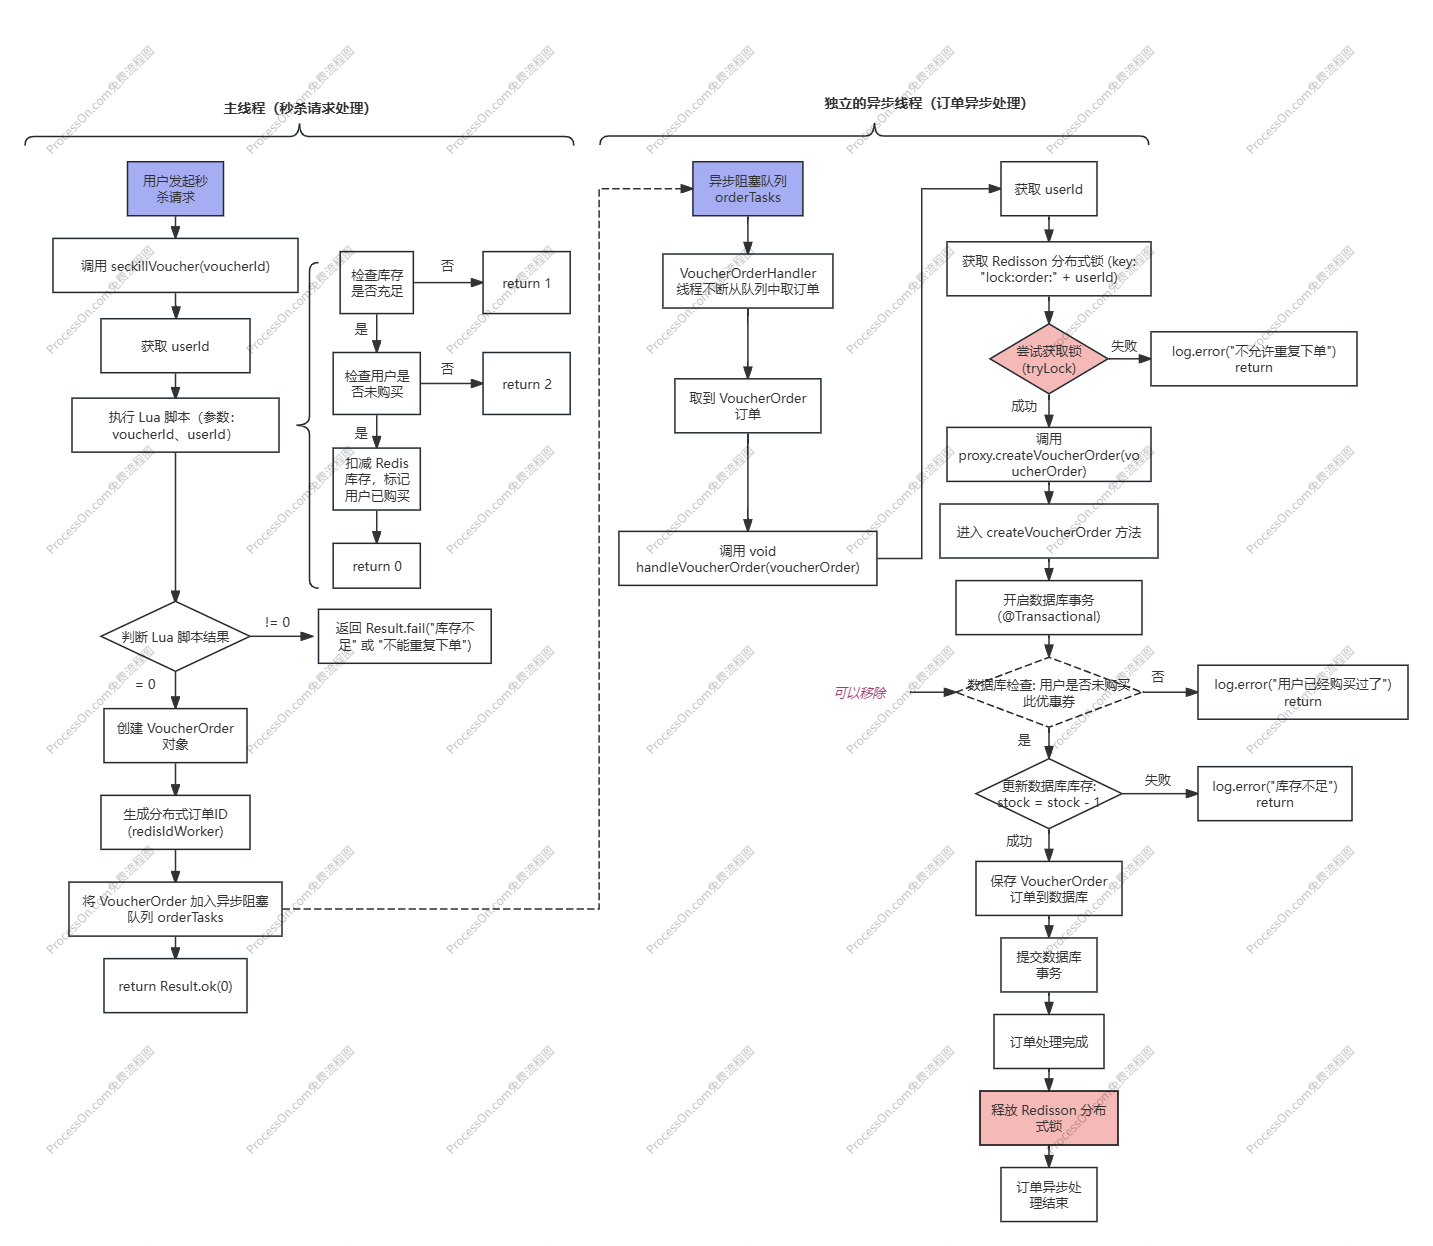 主线程（秒杀请求处理）
用户发起秒
杀请求
调用 seckillVoucher(voucherId)
获取 userId
执行 Lua 脚本（参数：
voucherId、userId）
检查库存
是否充足
否
return 1
是
检查用户是
否未购买
否
return 2
是
扣减 Redis
库存，标记
用户已购买
return 0
判断 Lua 脚本结果
!= 0
返回 Result.fail("库存不
足" 或 "不能重复下单")
= 0
创建 VoucherOrder
对象
生成分布式订单ID
(redisIdWorker)
将 VoucherOrder 加入异步阻塞
队列 orderTasks
return Result.ok(0)
独立的异步线程（订单异步处理）
异步阻塞队列
orderTasks
VoucherOrderHandler
线程不断从队列中取订单
取到 VoucherOrder
订单
调用 void
handleVoucherOrder(voucherOrder)
获取 userId
获取 Redisson 分布式锁 (key:
"lock:order:" + userId)
尝试获取锁
(tryLock)
失败
log.error("不允许重复下单")
return
成功
调用
proxy.createVoucherOrder(vo
ucherOrder)
进入 createVoucherOrder 方法
开启数据库事务
(@Transactional)
可以移除
数据库检查: 用户是否未购买
此优惠券
否
log.error("用户已经购买过了")
return
是
更新数据库库存:
stock = stock - 1
失败
log.error("库存不足")
return
成功
保存 VoucherOrder
订单到数据库
提交数据库
事务
订单处理完成
释放 Redisson 分布
式锁
订单异步处
理结束
ProcessOn.com免费流程图